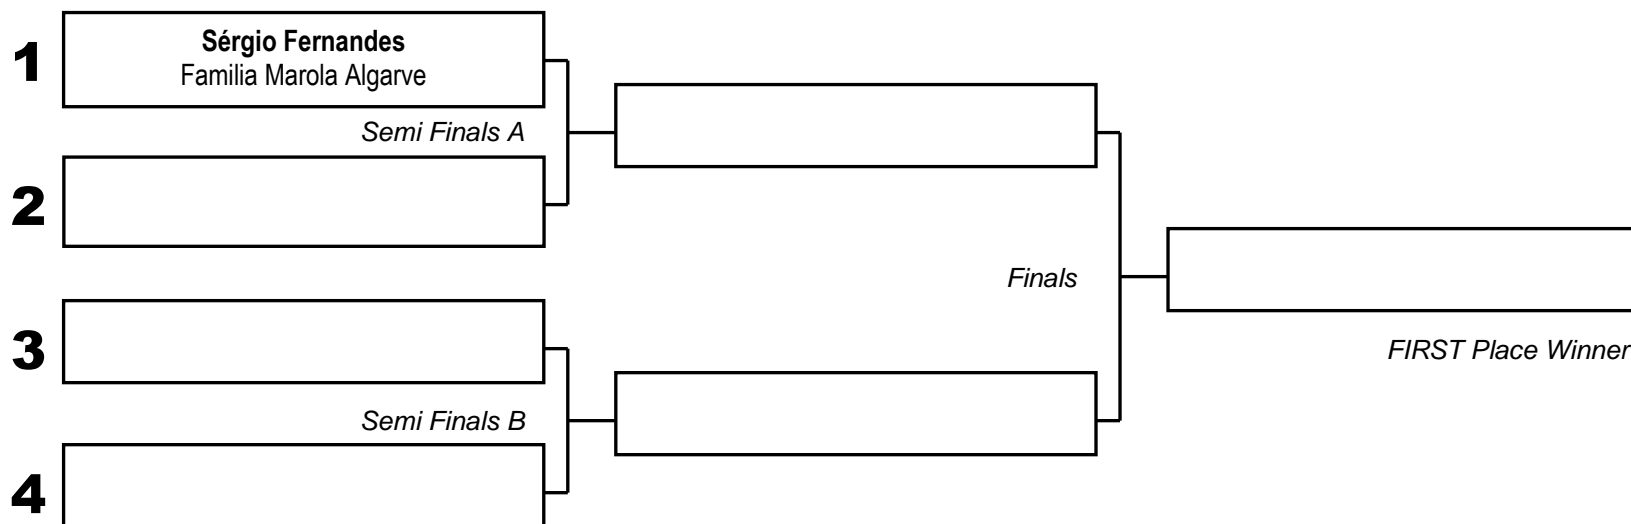 1
Sérgio Fernandes
Familia Marola Algarve
Semi Finals A
2
Finals
3
FIRST Place Winner
Semi Finals B
4